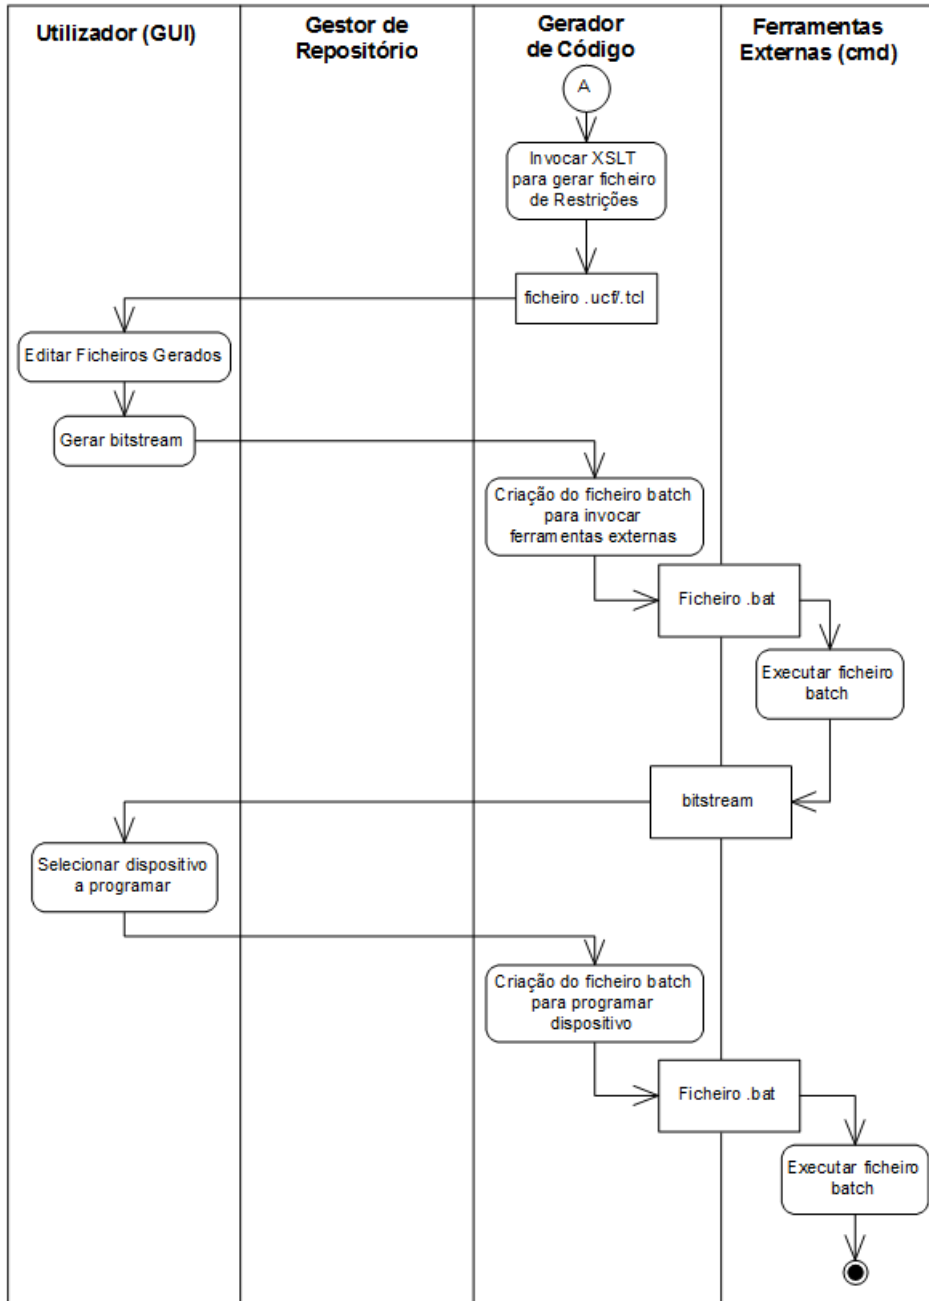 Utilizador (GUI)
Gestor de
Repositório
Gerador
de Código
Ferramentas
Externas (cmd)
A
Invocar XSLT
para gerar ficheiro
de Restrições
ficheiro .ucf/.tcl
Editar Ficheiros Gerados
Gerar bitstream
Criação do ficheiro batch
para invocar
ferramentas externas
Ficheiro .bat
Executar ficheiro
batch
bitstream
Selecionar dispositivo
a programar
Criação do ficheiro batch
para programar
dispositivo
Ficheiro .bat
Executar ficheiro
batch